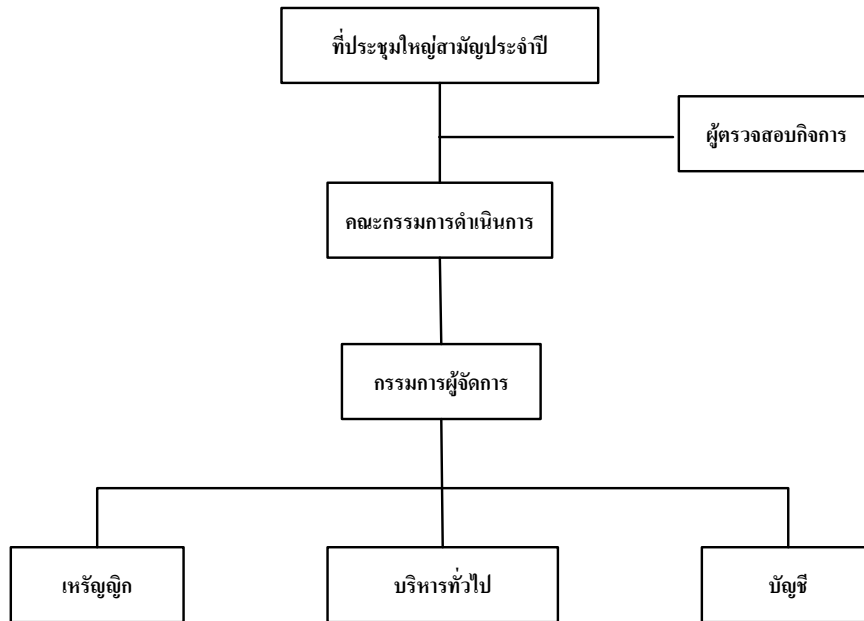 ที่ประชุมใหญ่สามัญประจำปี
ผู้ตรวจสอบกิจการ
คณะกรรมการดำเนินการ
กรรมการผู้จัดการ
เหรัญญิก
บริหารทั่วไป
บัญชี